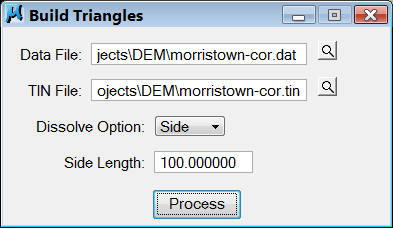 Build Triangles
Data File: jects\DEM\morristown-cor.dat
TIN File: ojects\DEM\morristown-cor.tin
Dissolve Option: Side
Side Length: 100.000000
Process